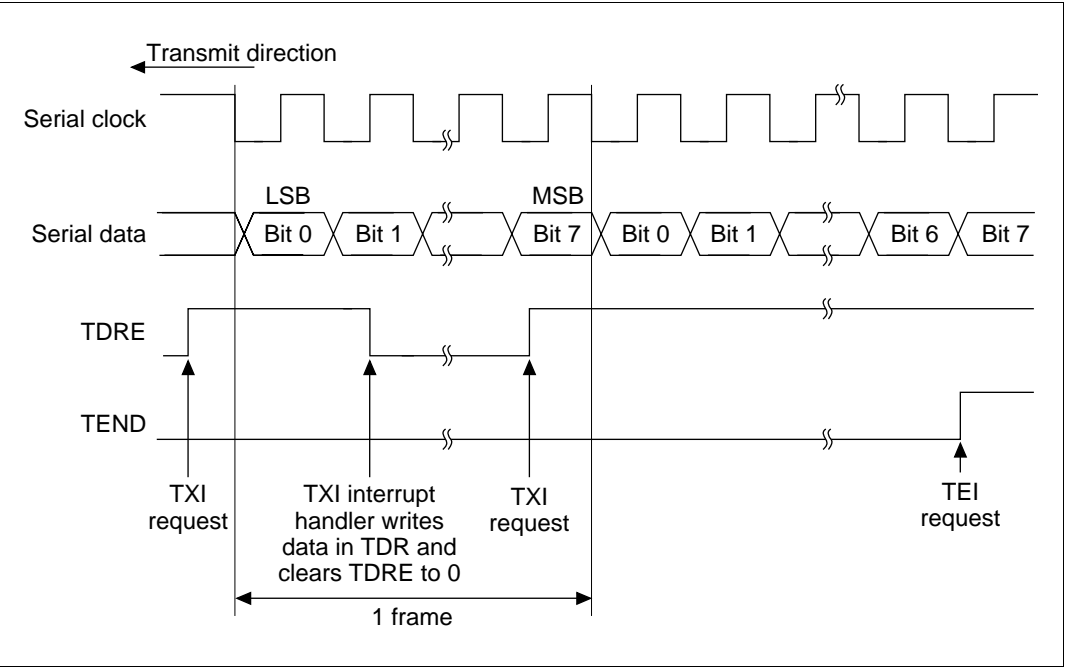 Transmit direction
Serial clock
LSB
MSB
Serial data
Bit 0
Bit 1
Bit 7
Bit 0
Bit 1
Bit 6
Bit 7
TDRE
TEND
TXI
request
TXI interrupt
handler writes
data in TDR and
clears TDRE to 0
TXI
request
TEI
request
1 frame